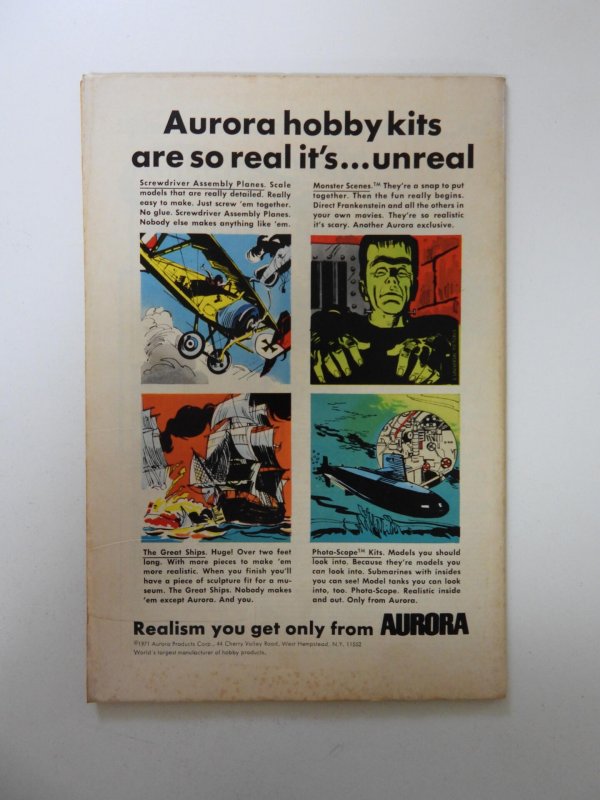 Aurora hobby kits
are so real it's...unreal
Screwdriver Assembly Planes. Scale
models that are really detailed. Really
easy to make. Just screw 'em together.
No glue. Screwdriver Assembly Planes.
Nobody else makes anything like 'em.
Monster Scenes.™ They're a snap to put
together. Then the fun really begins.
Direct Frankenstein and all the others in
your own movies. They're so realistic
it's scary. Another Aurora exclusive.
The Great Ships. Huge! Over two feet
long. With more pieces to make 'em
more realistic. When you finish you'll
have a piece of sculpture fit for a mu-
seum. The Great Ships. Nobody makes
'em except Aurora. And you.
Phota-Scope™ Kits. Models you should
look into. Because they're models you
can look into. Submarines with insides
you can see! Model tanks you can look
into, too. Phota-Scope. Realistic inside
and out. Only from Aurora.
Realism you get only from AURORA
©1971 Aurora Products Corp., 44 Cherry Valley Road, West Hempstead, N.Y. 11552
World's largest manufacturer of hobby products.